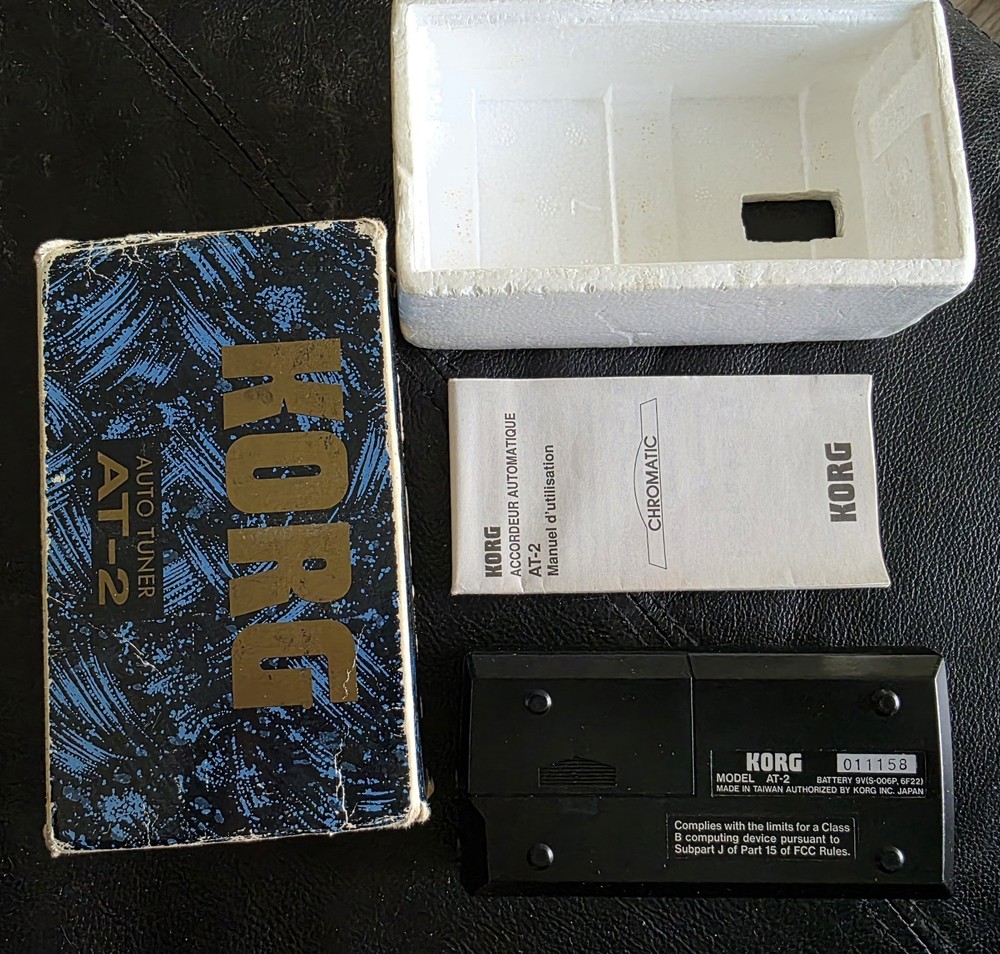 KORG
AUTO TUNER
AT-2
KORG
ACCORDEUR AUTOMATIQUE
AT-2
Manuel d'utilisation
CHROMATIC
KORG
KORG 011158
MODEL AT-2 BATTERY 9V(S-006P, 6F22)
MADE IN TAIWAN AUTHORIZED BY KORG INC. JAPAN
Complies with the limits for a Class
B computing device pursuant to
Subpart J of Part 15 of FCC Rules.